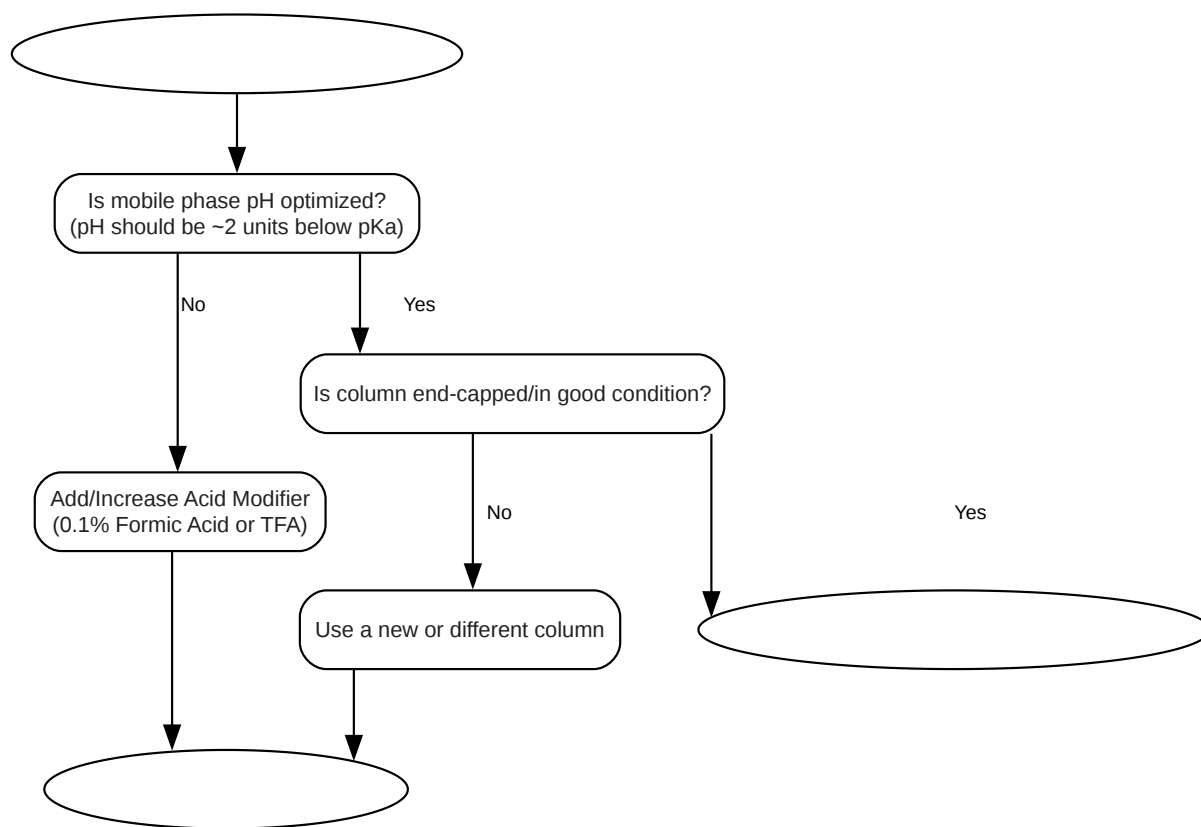 Is mobile phase pH optimized?
(pH should be ~2 units below pKa)
No
Yes
Is column end-capped/in good condition?
Add/Increase Acid Modifier
(0.1% Formic Acid or TFA)
No
Yes
Use a new or different column